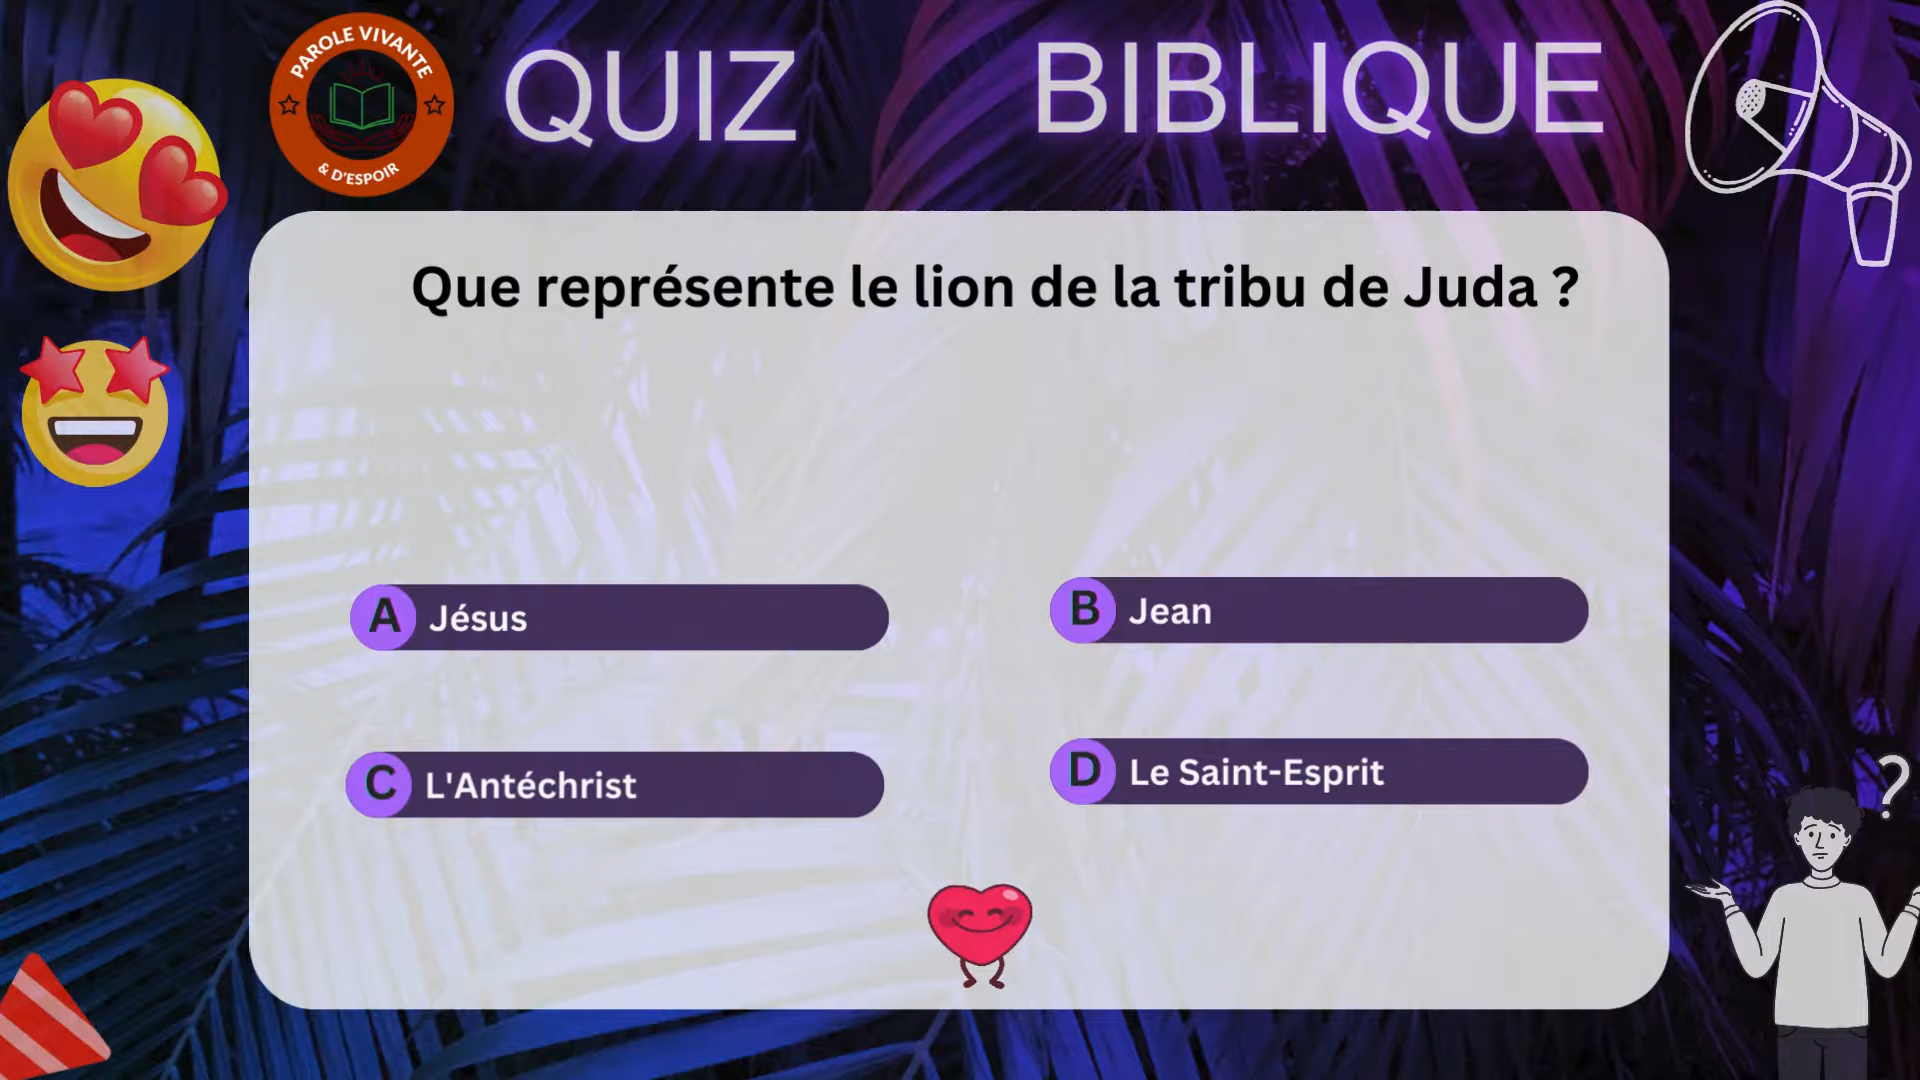 PAROLE VIVANTE
& D'ESPOIR
QUIZ BIBLIQUE
Que représente le lion de la tribu de Juda ?
A Jésus
B Jean
C L'Antéchrist
D Le Saint-Esprit
?